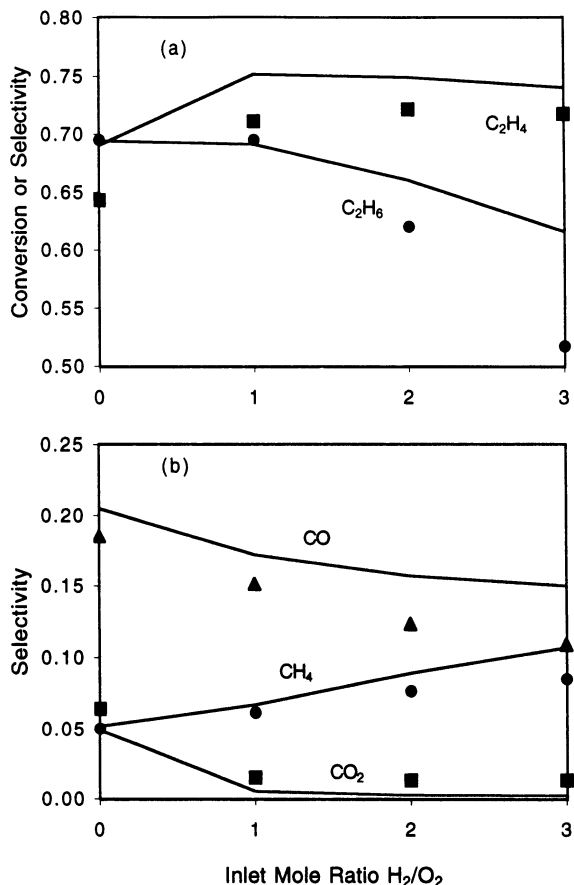 0.80
(a)
0.75
0.70
0.65
0.60
0.55
0.50
Conversion or Selectivity
C₂H₄
C₂H₆
0 1 2 3
0.25
(b)
0.20
0.15
0.10
0.05
0.00
Selectivity
CO
CH₄
CO₂
0 1 2 3
Inlet Mole Ratio H₂/O₂